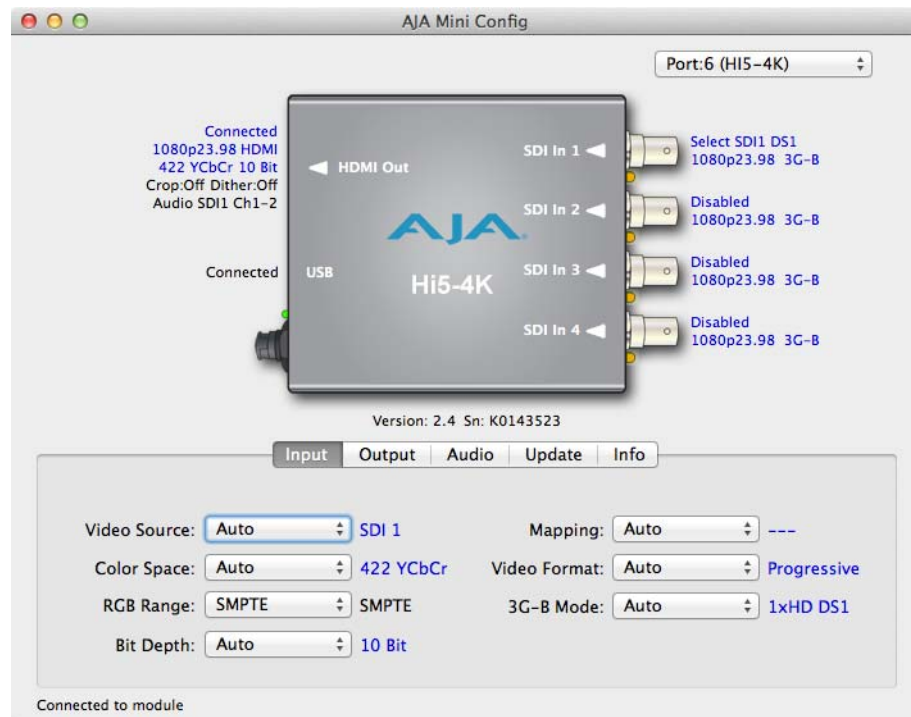 AJA Mini Config
Port:6 (HI5-4K)
Connected
1080p23.98 HDMI
422 YCbCr 10 Bit
Crop:Off Dither:Off
Audio SDI1 Ch1-2
Connected
HDMI Out
USB
AJA
Hi5-4K
SDI In 1
SDI In 2
SDI In 3
SDI In 4
Select SDI1 DS1
1080p23.98 3G-B
Disabled
1080p23.98 3G-B
Disabled
1080p23.98 3G-B
Disabled
1080p23.98 3G-B
Version: 2.4 Sn: K0143523
Input Output Audio Update Info
Video Source: Auto SDI 1
Color Space: Auto 422 YCbCr
RGB Range: SMPTE SMPTE
Bit Depth: Auto 10 Bit
Mapping: Auto ---
Video Format: Auto Progressive
3G-B Mode: Auto 1xHD DS1
Connected to module